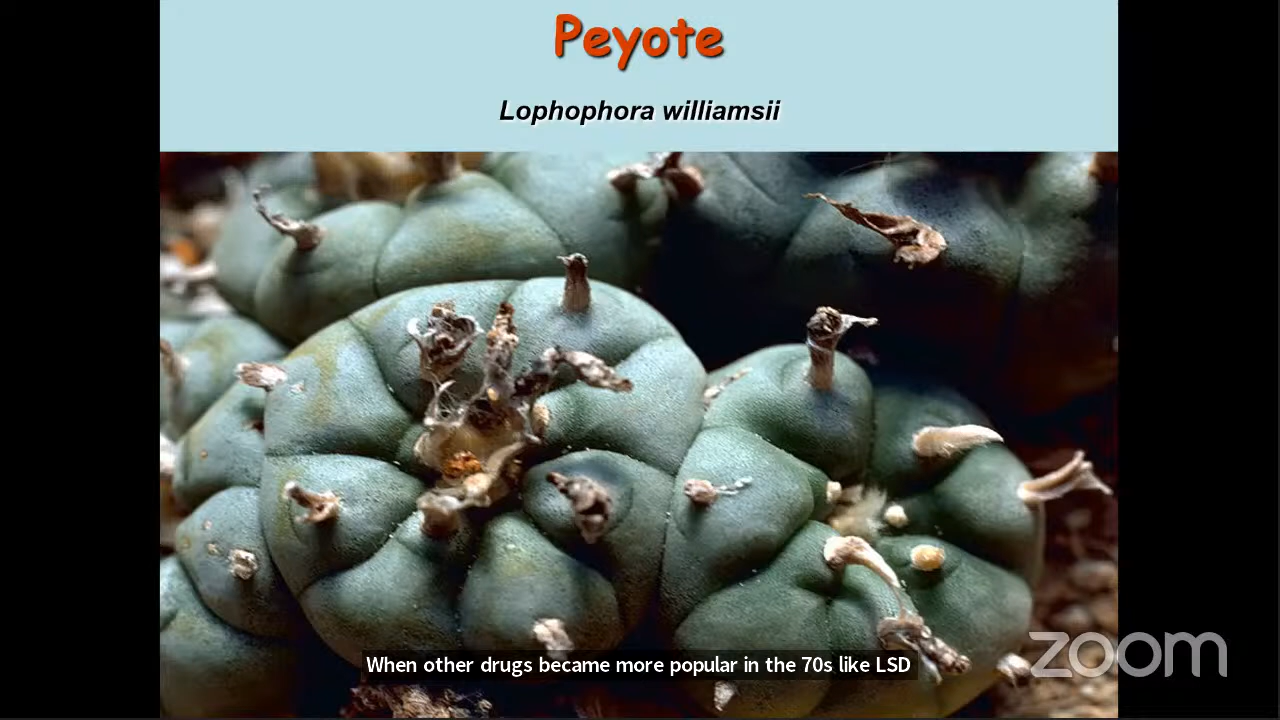 Peyote
Lophophora williamsii
When other drugs became more popular in the 70s like LSD
zoom